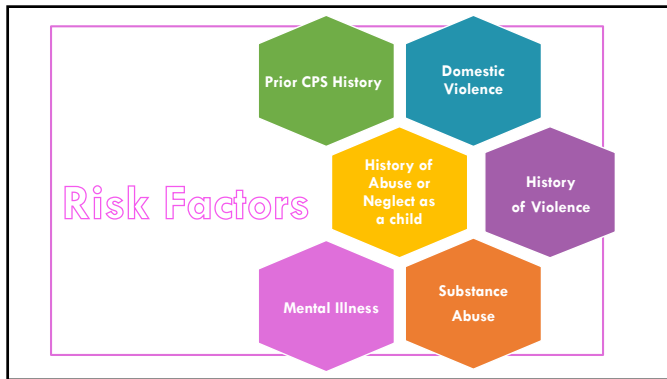 Risk Factors
Prior CPS History
Domestic
Violence
History of
Abuse or
Neglect as
a child
History
of Violence
Mental Illness
Substance
Abuse